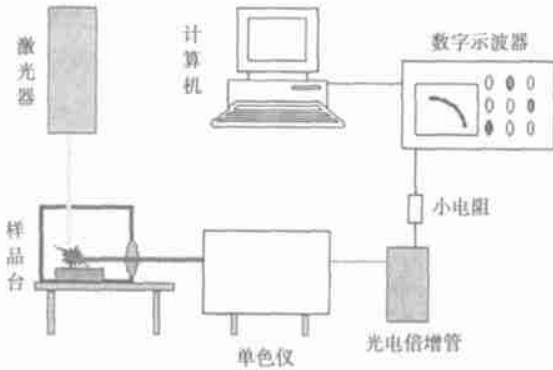 激光器
计算机
数字示波器
小电阻
样品台
单色仪
光电倍增管